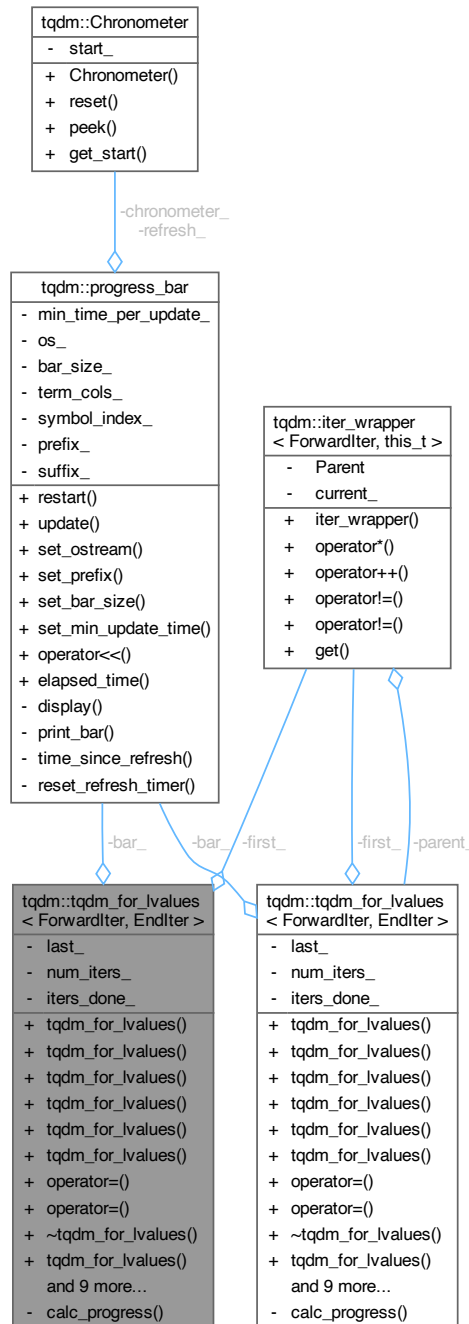 tqdm::Chronometer
- start_
+ Chronometer()
+ reset()
+ peek()
+ get_start()
-chronometer_
-refresh_
tqdm::progress_bar
- min_time_per_update_
- os_
- bar_size_
- term_cols_
- symbol_index_
- prefix_
- suffix_
+ restart()
+ update()
+ set_ostream()
+ set_prefix()
+ set_bar_size()
+ set_min_update_time()
+ operator<<()
+ elapsed_time()
- display()
- print_bar()
- time_since_refresh()
- reset_refresh_timer()
tqdm::iter_wrapper
< ForwardIter, this_t >
- Parent
- current_
+ iter_wrapper()
+ operator*()
+ operator++()
+ operator!=()
+ operator!=()
+ get()
-bar_
-bar_
-first_
-first_
-parent_
tqdm::tqdm_for_lvalues
< ForwardIter, EndIter >
- last_
- num_iters_
- iters_done_
+ tqdm_for_lvalues()
+ tqdm_for_lvalues()
+ tqdm_for_lvalues()
+ tqdm_for_lvalues()
+ tqdm_for_lvalues()
+ tqdm_for_lvalues()
+ operator=()
+ operator=()
+ ~tqdm_for_lvalues()
+ tqdm_for_lvalues()
and 9 more...
- calc_progress()
tqdm::tqdm_for_lvalues
< ForwardIter, EndIter >
- last_
- num_iters_
- iters_done_
+ tqdm_for_lvalues()
+ tqdm_for_lvalues()
+ tqdm_for_lvalues()
+ tqdm_for_lvalues()
+ tqdm_for_lvalues()
+ tqdm_for_lvalues()
+ operator=()
+ operator=()
+ ~tqdm_for_lvalues()
+ tqdm_for_lvalues()
and 9 more...
- calc_progress()